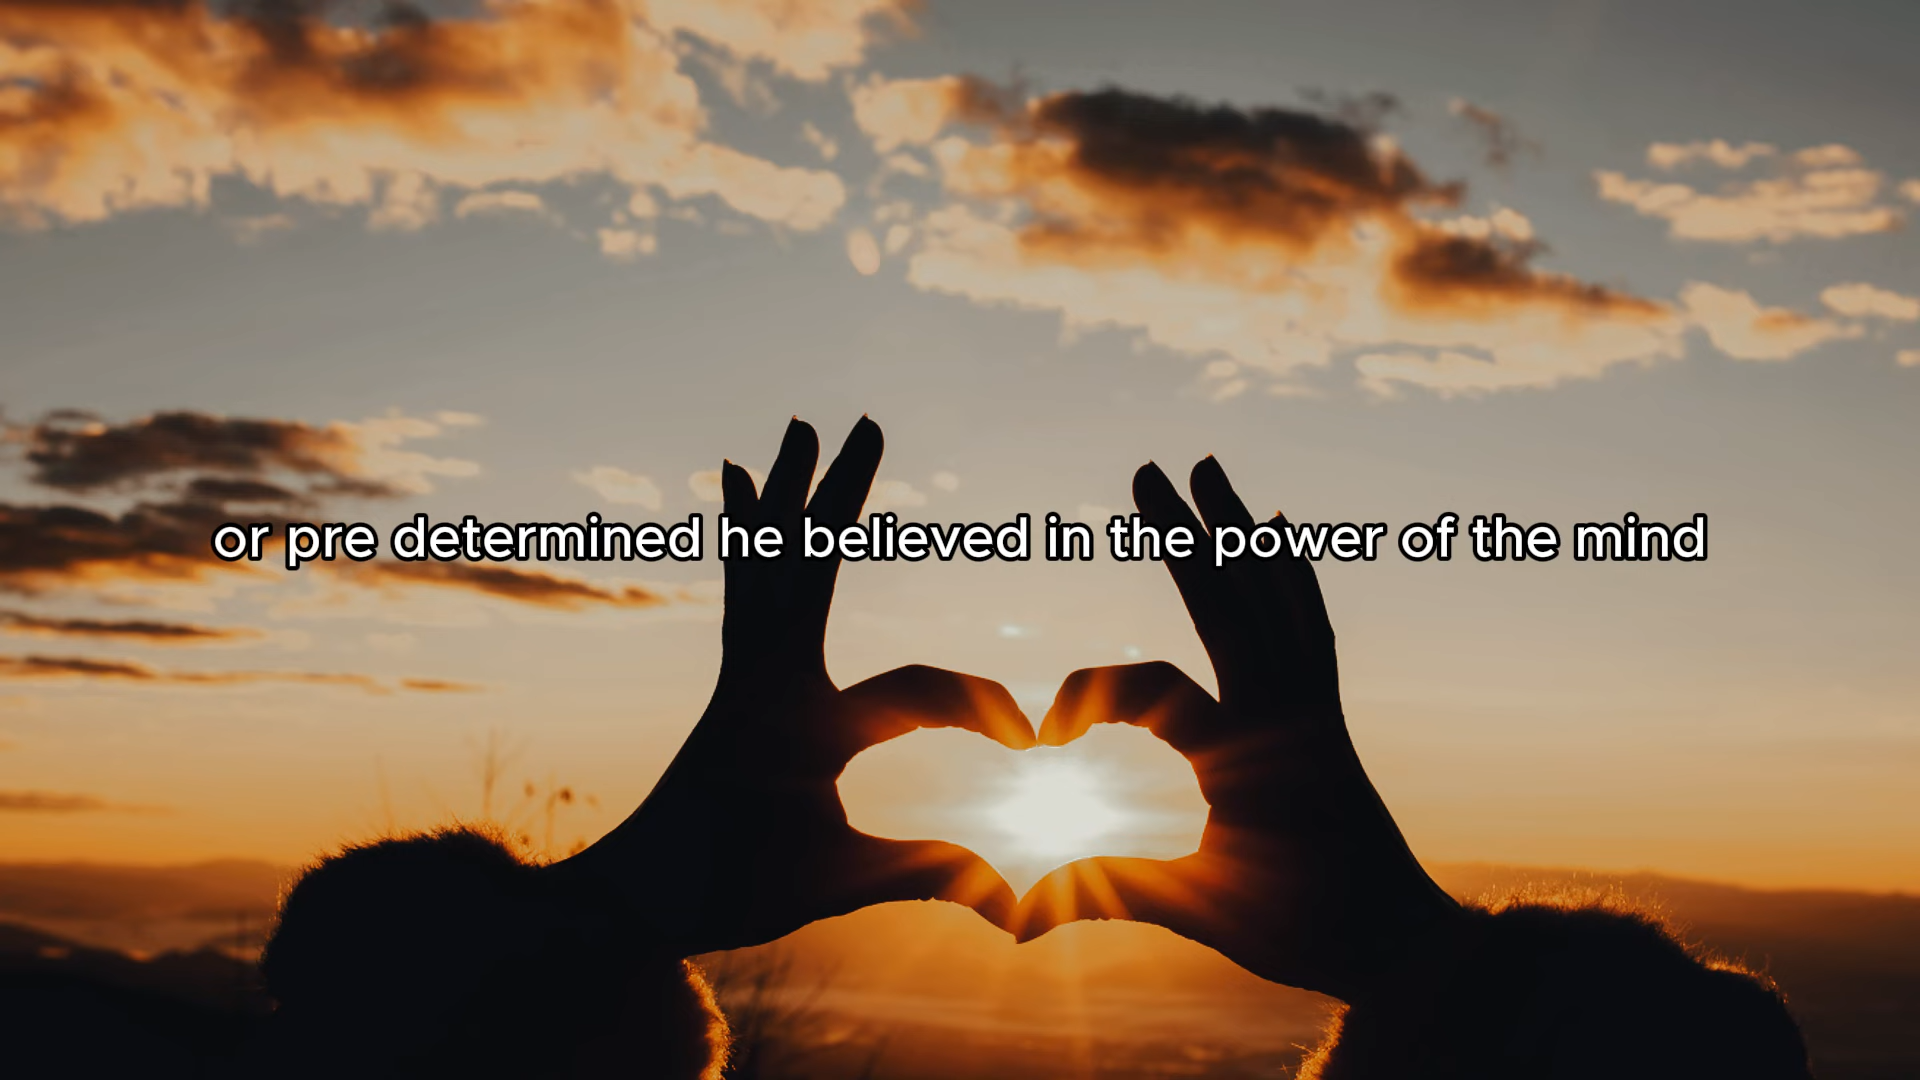 or pre determined he believed in the power of the mind